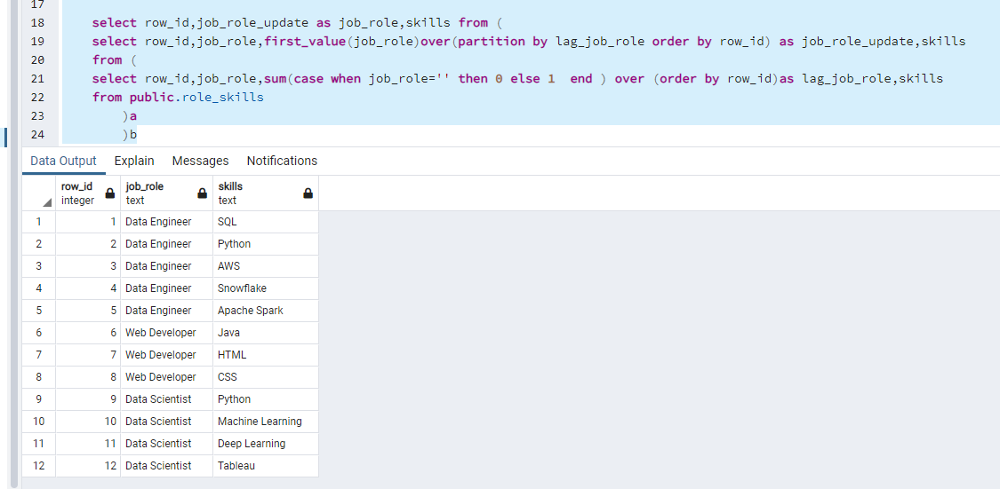 17
18 select row_id,job_role_update as job_role,skills from (
19 select row_id,job_role,first_value(job_role)over(partition by lag_job_role order by row_id) as job_role_update,skills
20 from (
21 select row_id,job_role,sum(case when job_role='' then 0 else 1  end ) over (order by row_id)as lag_job_role,skills
22 from public.role_skills
23 )a
24 )b
Data Output Explain Messages Notifications
row_id job_role skills
integer text text
1 1 Data Engineer SQL
2 2 Data Engineer Python
3 3 Data Engineer AWS
4 4 Data Engineer Snowflake
5 5 Data Engineer Apache Spark
6 6 Web Developer Java
7 7 Web Developer HTML
8 8 Web Developer CSS
9 9 Data Scientist Python
10 10 Data Scientist Machine Learning
11 11 Data Scientist Deep Learning
12 12 Data Scientist Tableau